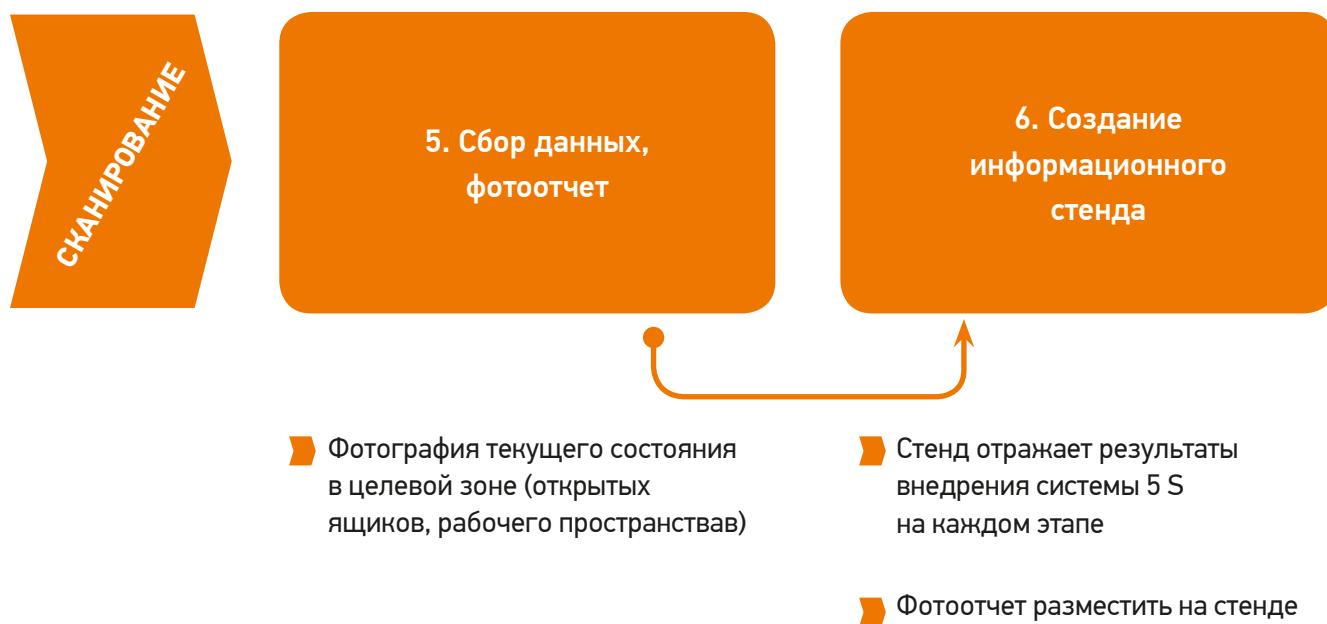 СКАНИРОВАНИЕ
5. Сбор данных,
фотоотчет
6. Создание
информационного
стенда
Фотография текущего состояния
в целевой зоне (открытых
ящиков, рабочего пространствав)
Стенд отражает результаты
внедрения системы 5 S
на каждом этапе
Фотоотчет разместить на стенде